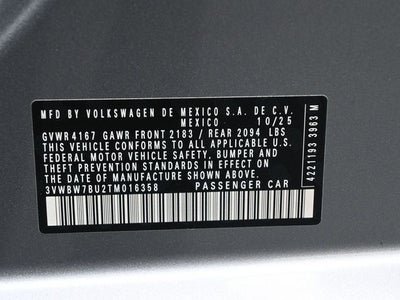 MFD BY VOLKSWAGEN DE MEXICO S.A. DE C.V.
MEXICO 10/25
GVWR 4167 GAWR FRONT 2183 / REAR 2094 LBS
THIS VEHICLE CONFORMS TO ALL APPLICABLE U.S.
FEDERAL MOTOR VEHICLE SAFETY, BUMPER AND
THEFT PREVENTION STANDARDS IN EFFECT ON
THE DATE OF MANUFACTURE SHOWN ABOVE.
3VWBW7BU2TM016358 PASSENGER CAR
4221193 3963 M